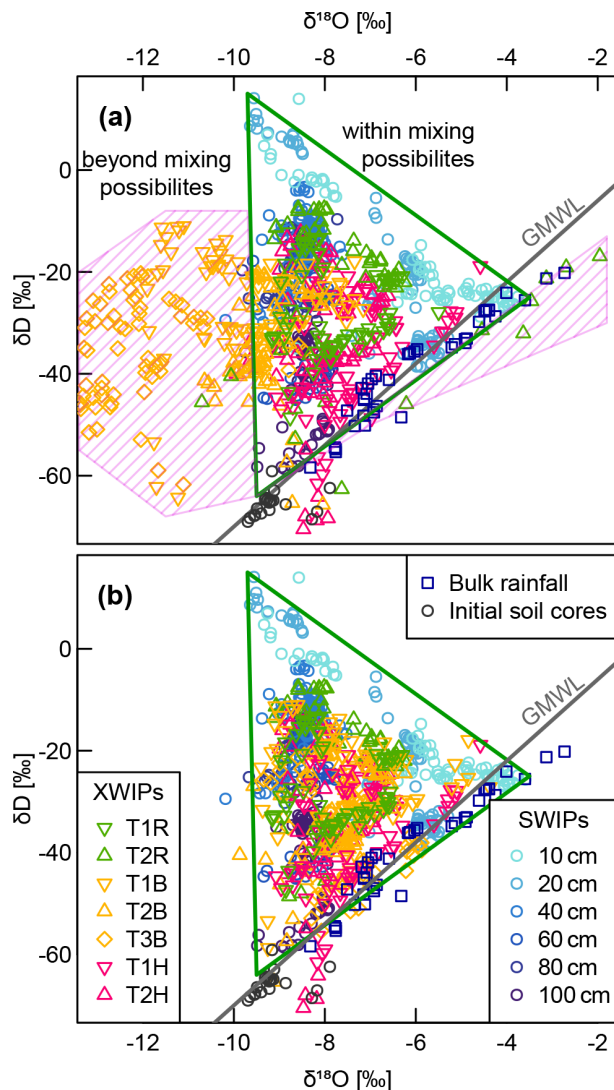 δ¹⁸O [‰]
-12 -10 -8 -6 -4 -2
(a)
within mixing
possibilites
beyond mixing
possibilites
GMWL
0
-20
-40
-60
δD [‰]
(b)
Bulk rainfall
Initial soil cores
GMWL
0
-20
-40
-60
δD [‰]
XWIPs
T1R
T2R
T1B
T2B
T3B
T1H
T2H
SWIPs
10 cm
20 cm
40 cm
60 cm
80 cm
100 cm
-12 -10 -8 -6 -4 -2
δ¹⁸O [‰]